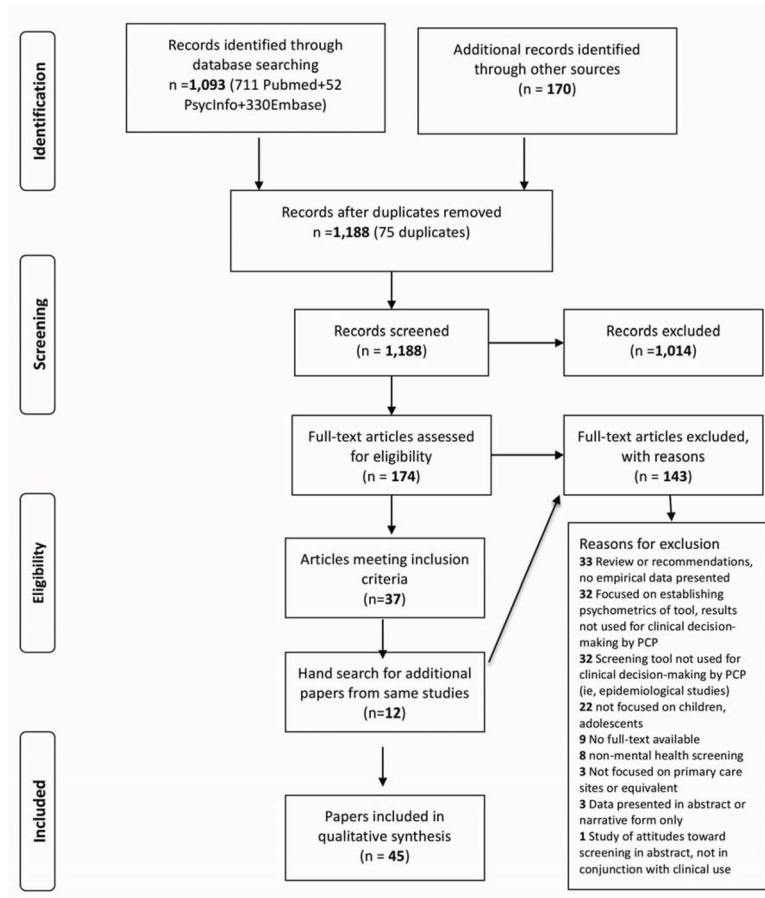 Identification
Records identified through
database searching
n =1,093 (711 Pubmed+52
PsycInfo+330Embase)
Additional records identified
through other sources
(n = 170)
Records after duplicates removed
n =1,188 (75 duplicates)
Screening
Records screened
(n = 1,188)
Records excluded
(n =1,014)
Full-text articles assessed
for eligibility
(n = 174)
Full-text articles excluded,
with reasons
(n = 143)
Eligibility
Articles meeting inclusion
criteria
(n=37)
Hand search for additional
papers from same studies
(n=12)
Reasons for exclusion
33 Review or recommendations,
no empirical data presented
32 Focused on establishing
psychometrics of tool, results
not used for clinical decision-
making by PCP
32 Screening tool not used for
clinical decision-making by PCP
(ie, epidemiological studies)
22 not focused on children,
adolescents
9 No full-text available
8 non-mental health screening
3 Not focused on primary care
sites or equivalent
3 Data presented in abstract or
narrative form only
1 Study of attitudes toward
screening in abstract, not in
conjunction with clinical use
Included
Papers included in
qualitative synthesis
(n = 45)